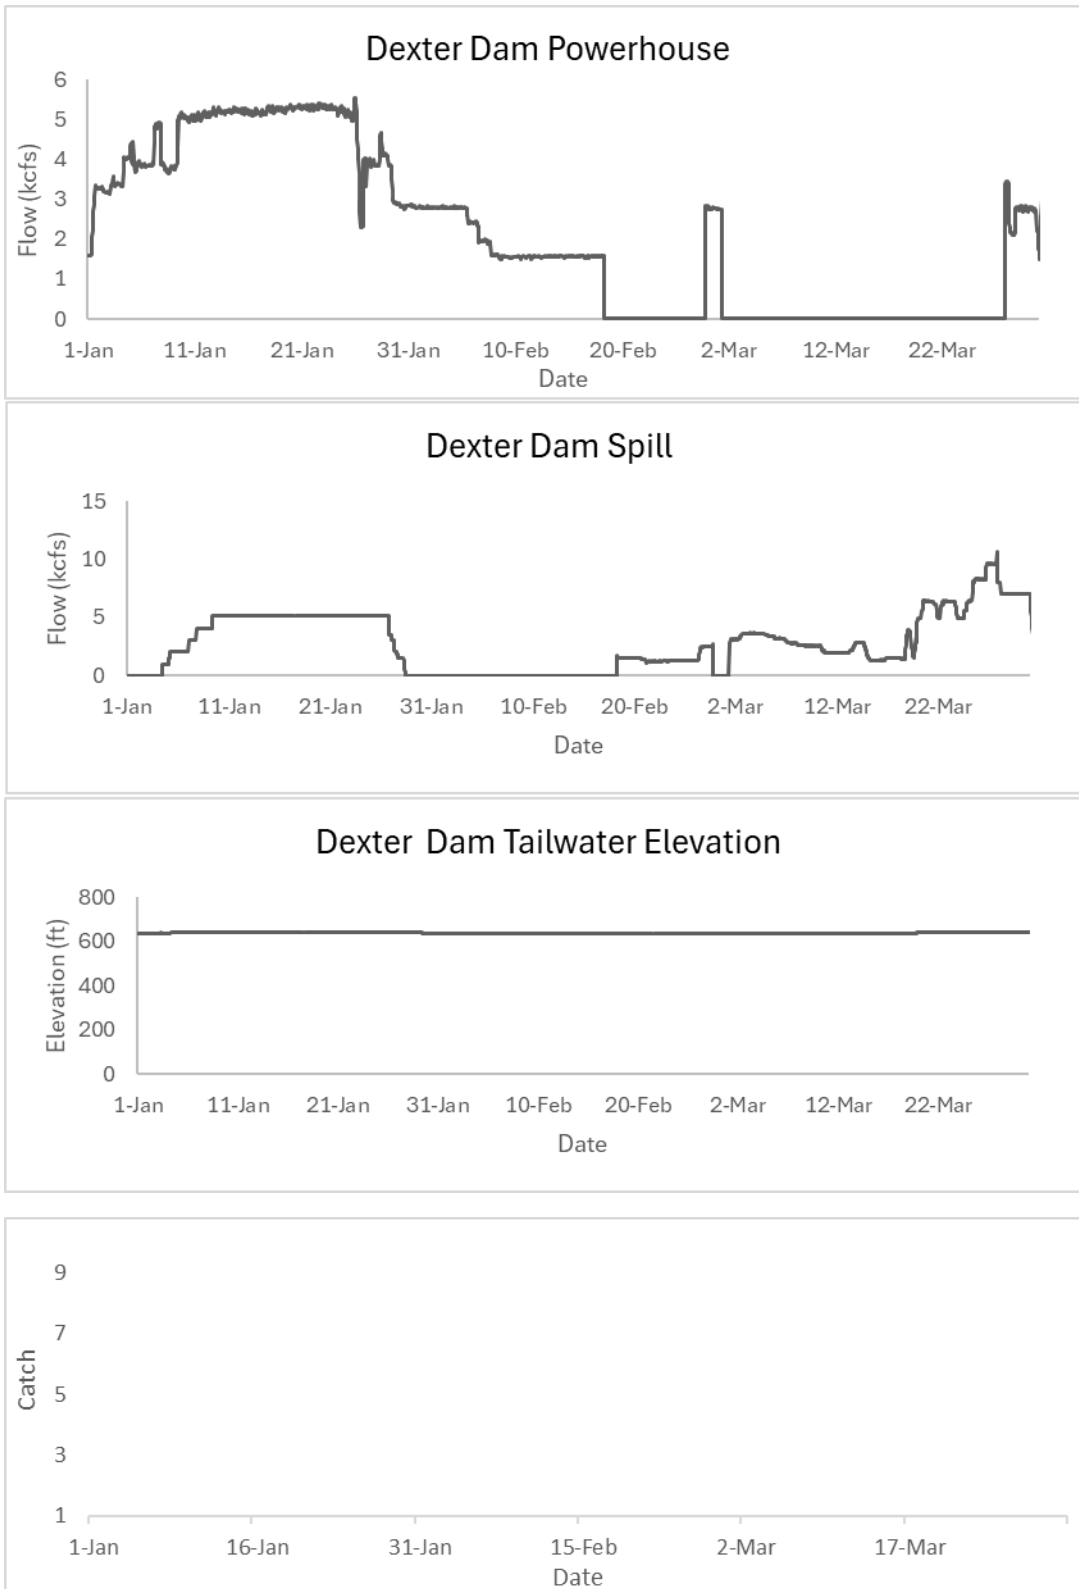 Dexter Dam Powerhouse
6
5
4
3
2
1
0
Flow (kcfs)
1-Jan 11-Jan 21-Jan 31-Jan 10-Feb 20-Feb 2-Mar 12-Mar 22-Mar
Date
Dexter Dam Spill
15
10
5
0
Flow (kcfs)
1-Jan 11-Jan 21-Jan 31-Jan 10-Feb 20-Feb 2-Mar 12-Mar 22-Mar
Date
Dexter Dam Tailwater Elevation
800
600
400
200
0
Elevation (ft)
1-Jan 11-Jan 21-Jan 31-Jan 10-Feb 20-Feb 2-Mar 12-Mar 22-Mar
Date
9
7
5
3
1
Catch
1-Jan 16-Jan 31-Jan 15-Feb 2-Mar 17-Mar
Date